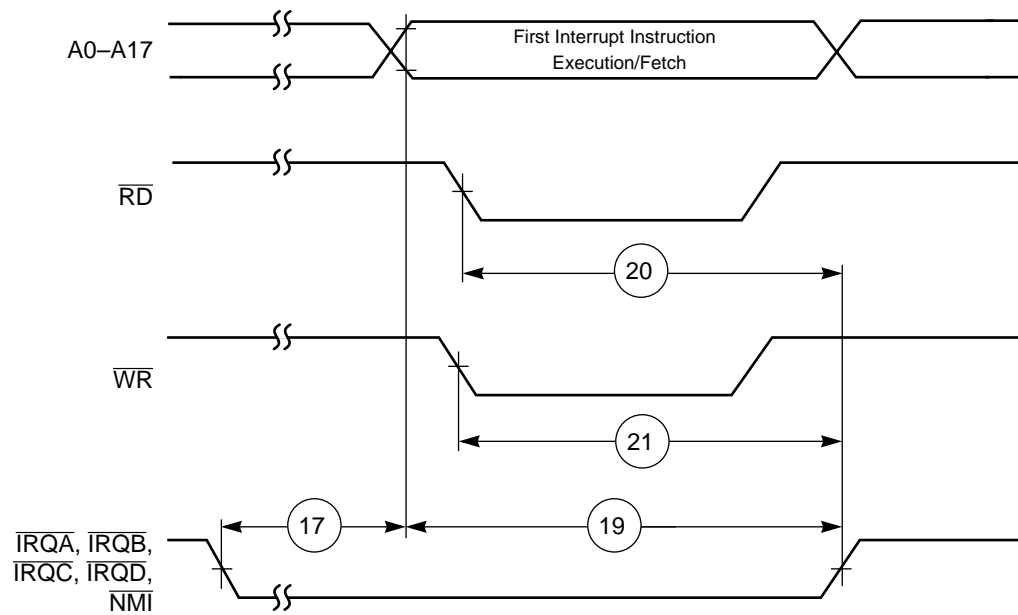 A0–A17
First Interrupt Instruction
Execution/Fetch
RD
20
WR
21
17
19
IRQA, IRQB,
IRQC, IRQD,
NMI